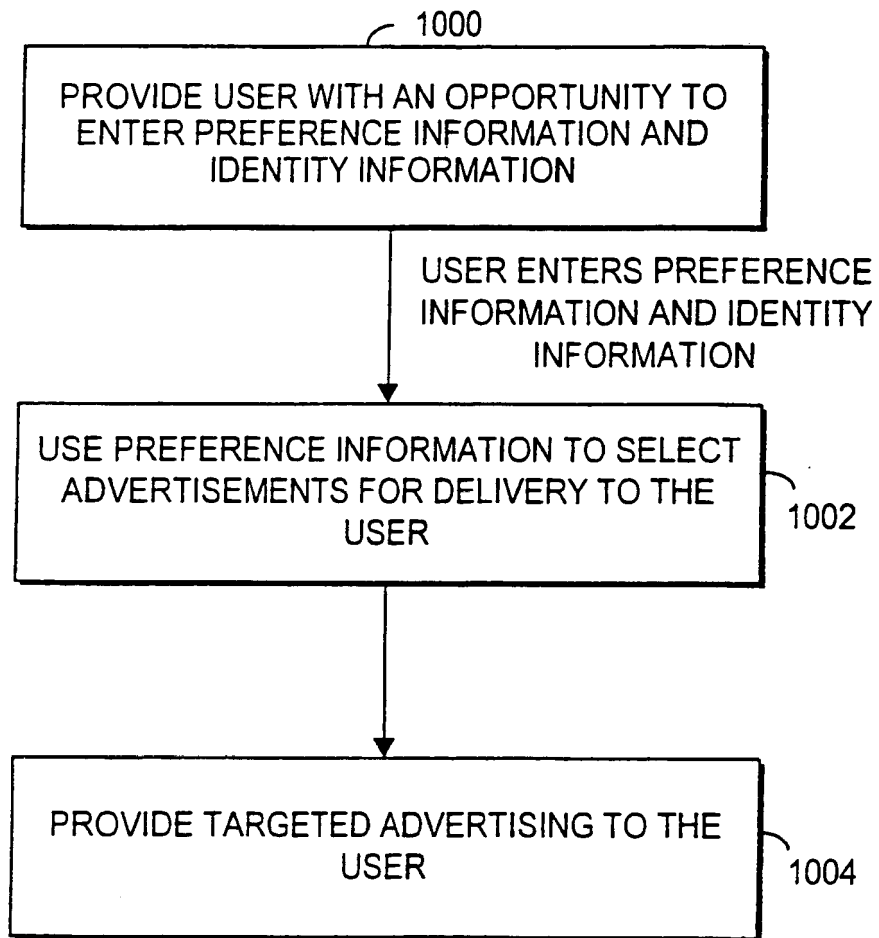 1000
PROVIDE USER WITH AN OPPORTUNITY TO
ENTER PREFERENCE INFORMATION AND
IDENTITY INFORMATION
USER ENTERS PREFERENCE
INFORMATION AND IDENTITY
INFORMATION
USE PREFERENCE INFORMATION TO SELECT
ADVERTISEMENTS FOR DELIVERY TO THE
USER
1002
PROVIDE TARGETED ADVERTISING TO THE
USER
1004